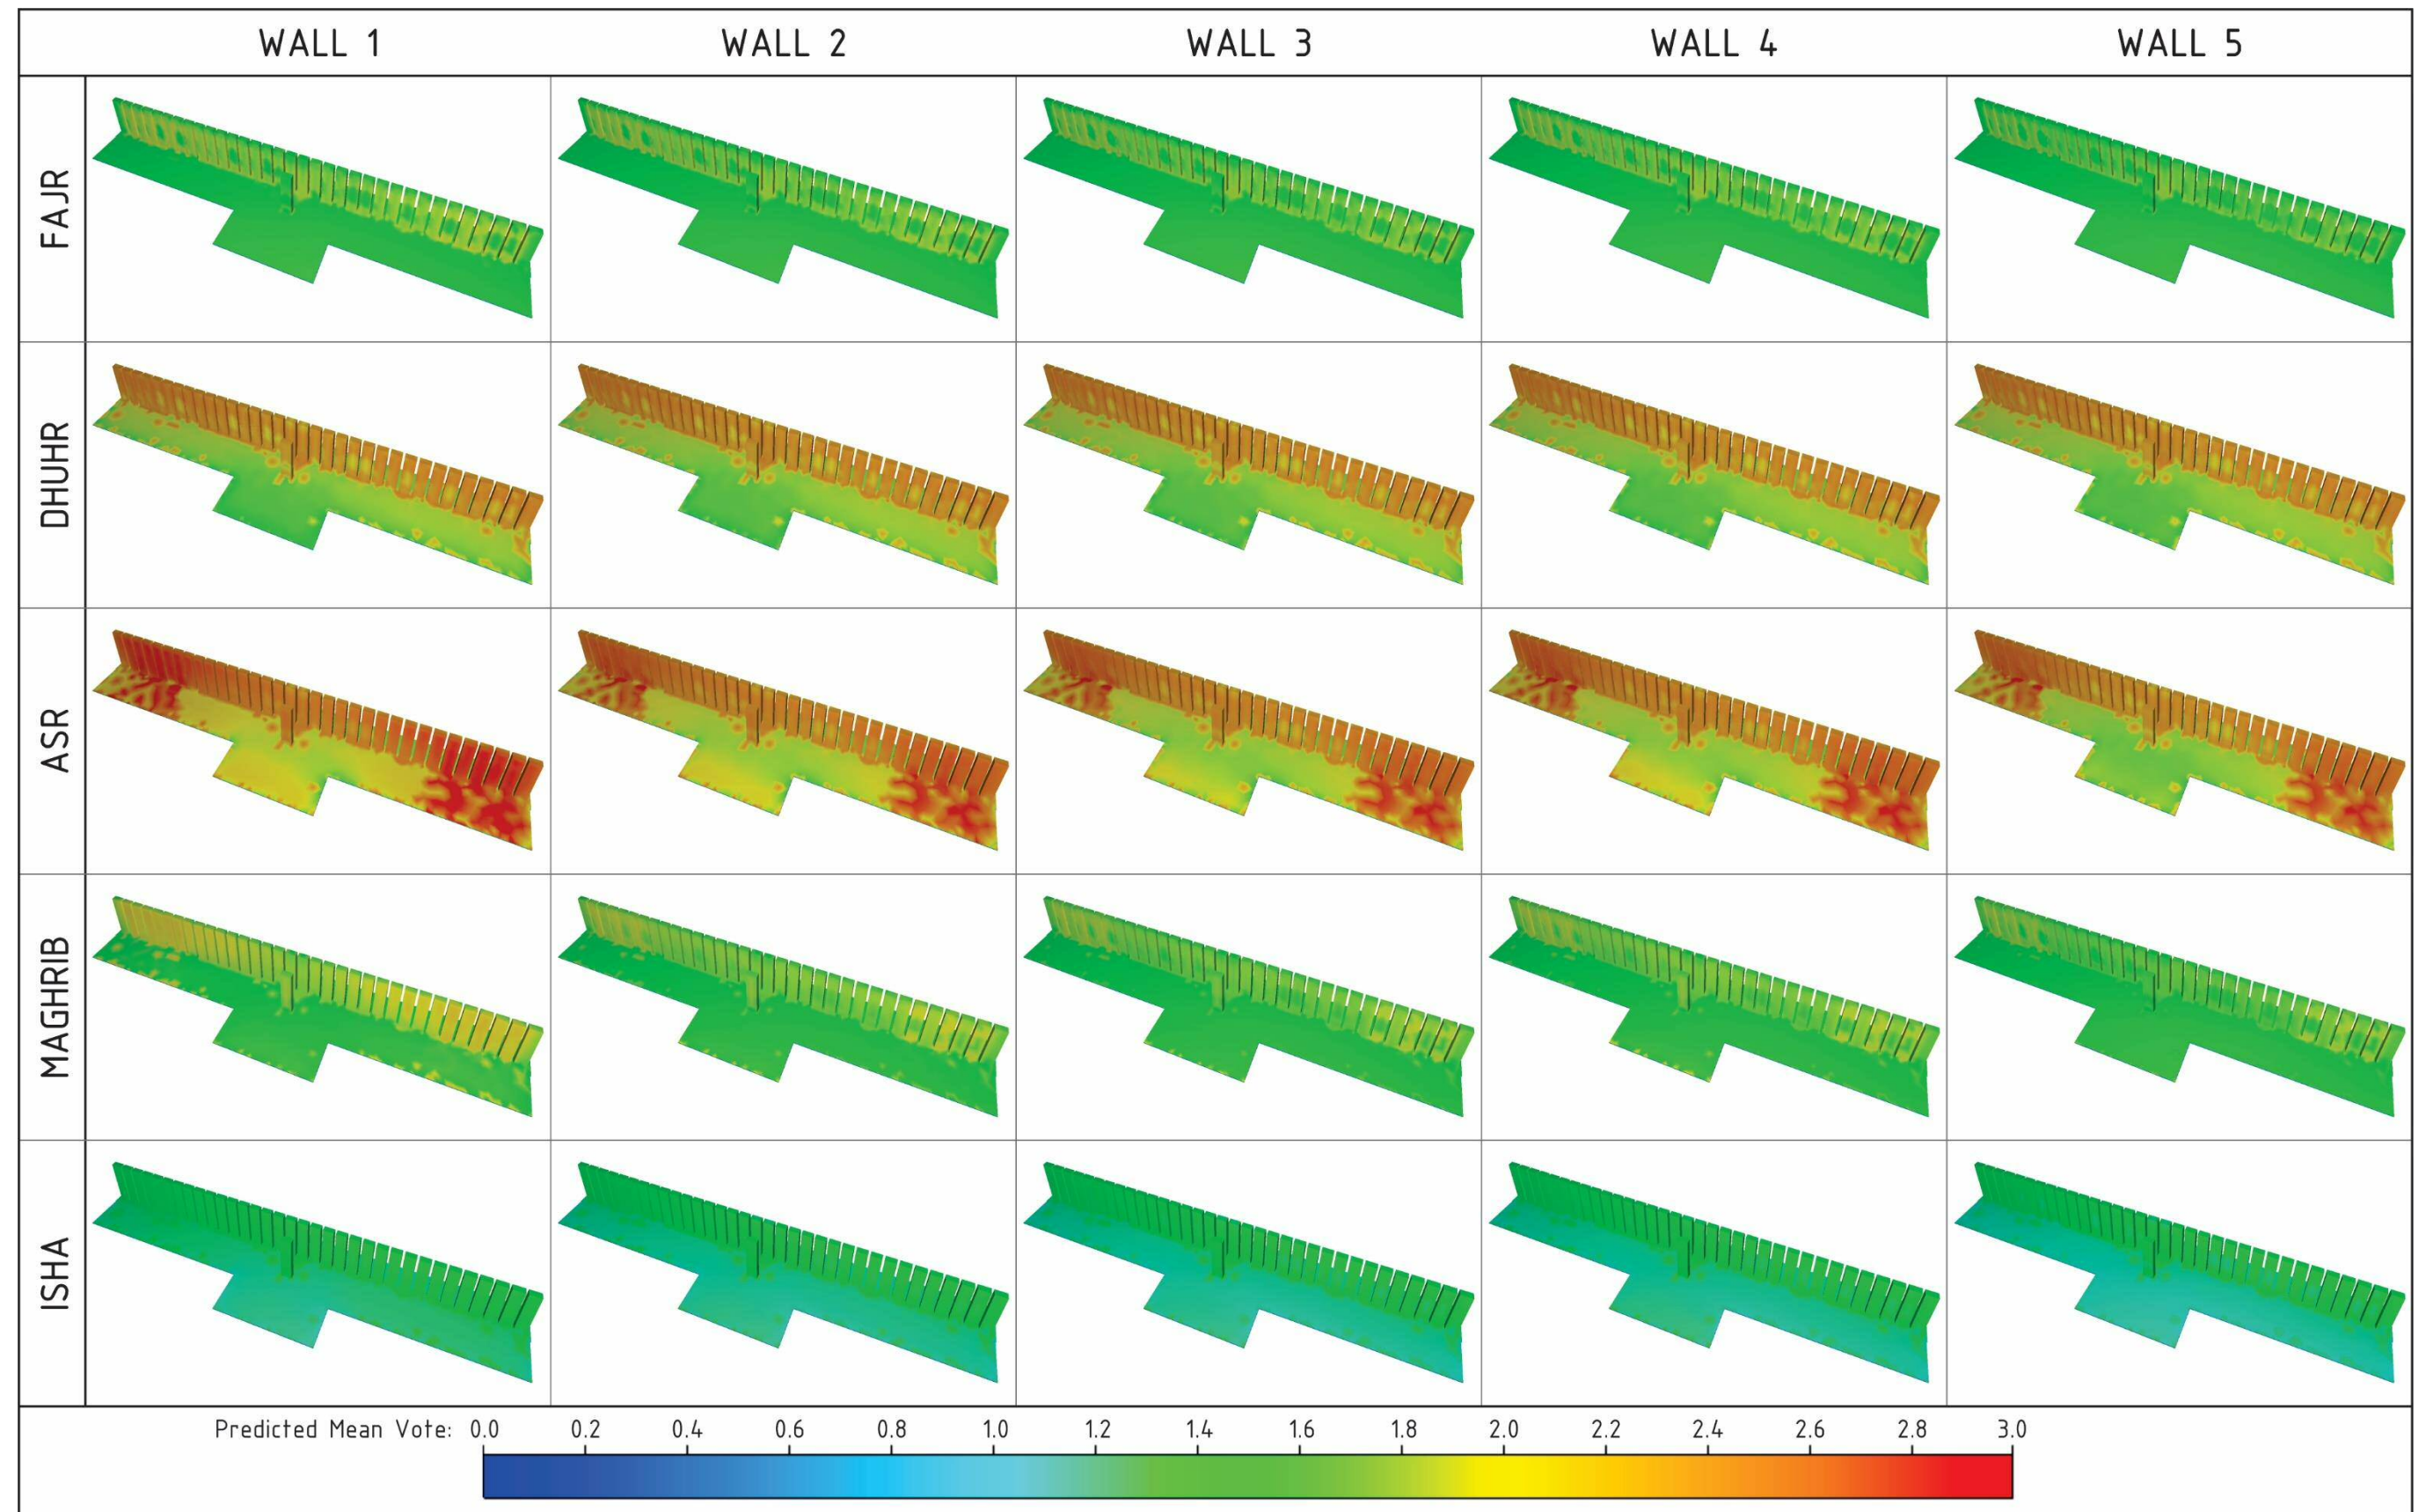 WALL 1 WALL 2 WALL 3 WALL 4 WALL 5
FAJR
DHUHR
ASR
MAGHRIB
ISHA
Predicted Mean Vote: 0.0 0.2 0.4 0.6 0.8 1.0 1.2 1.4 1.6 1.8 2.0 2.2 2.4 2.6 2.8 3.0